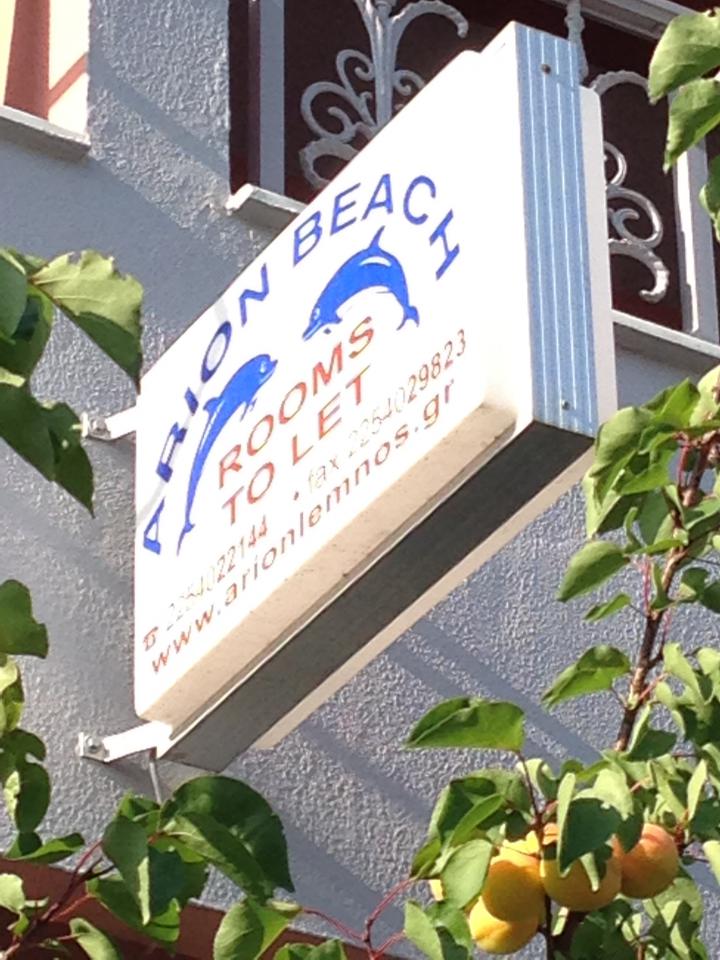 ARION BEACH
ROOMS
TO LET
☎ 2254022144 • fax 2254029823
www.arionlemnos.gr